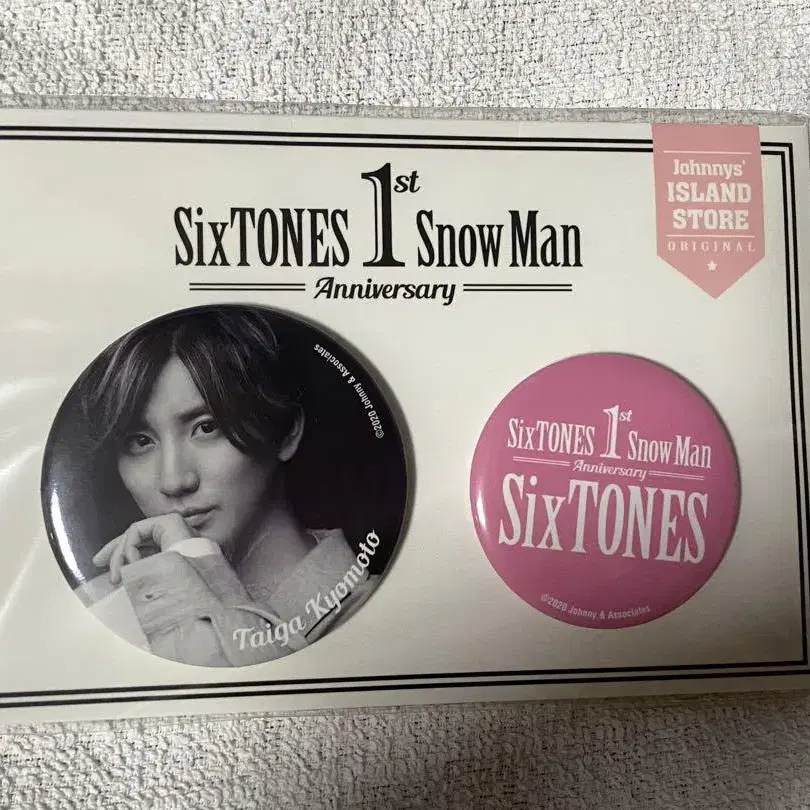 SixTONES 1st Snow Man
Anniversary
Johnnys'
ISLAND
STORE
ORIGINAL
©2020 Johnny & Associates
Taiga Kyomoto
SixTONES 1st Snow Man
Anniversary
SixTONES
©2020 Johnny & Associates